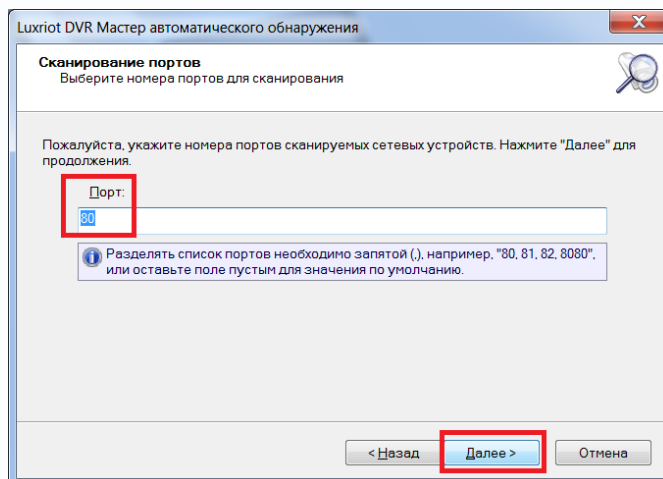 Luxriot DVR Мастер автоматического обнаружения
Сканирование портов
Выберите номера портов для сканирования
Пожалуйста, укажите номера портов сканируемых сетевых устройств. Нажмите "Далее" для
продолжения.
Порт:
80
Разделять список портов необходимо запятой (,), например, "80, 81, 82, 8080",
или оставьте поле пустым для значения по умолчанию.
< Назад
Далее >
Отмена